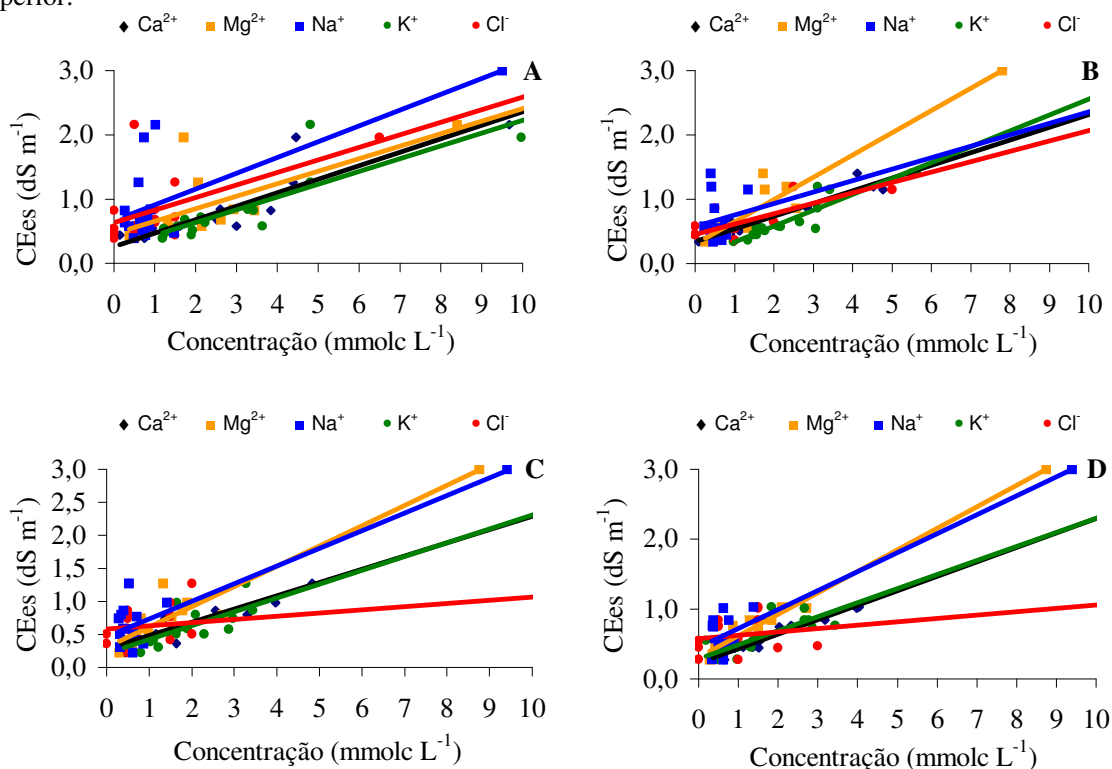 perior.
Ca²⁺ Mg²⁺ Na⁺ K⁺ Cl⁻
A
CEes (dS m⁻¹)
3,0
2,0
1,0
0,0
0 1 2 3 4 5 6 7 8 9 10
Concentração (mmolc L⁻¹)
Ca²⁺ Mg²⁺ Na⁺ K⁺ Cl⁻
B
CEes (dS m⁻¹)
3,0
2,0
1,0
0,0
0 1 2 3 4 5 6 7 8 9 10
Concentração (mmolc L⁻¹)
Ca²⁺ Mg²⁺ Na⁺ K⁺ Cl⁻
C
CEes (dS m⁻¹)
3,0
2,5
2,0
1,5
1,0
0,5
0,0
0 1 2 3 4 5 6 7 8 9 10
Concentração (mmolc L⁻¹)
Ca²⁺ Mg²⁺ Na⁺ K⁺ Cl⁻
D
CEes (dS m⁻¹)
3,0
2,0
1,0
0,0
0 1 2 3 4 5 6 7 8 9 10
Concentração (mmolc L⁻¹)